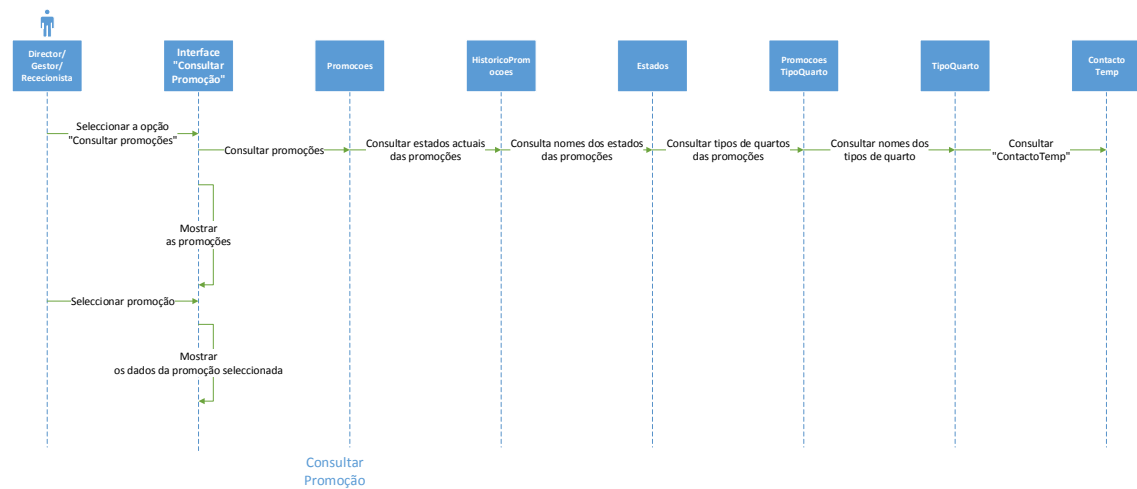 Director/
Gestor/
Rececionista
Interface
"Consultar
Promoção"
Promocoes
HistoricoProm
ocoes
Estados
Promocoes
TipoQuarto
TipoQuarto
Contacto
Temp
Seleccionar a opção
"Consultar promoções"
Consultar promoções
Consultar estados actuais
das promoções
Consulta nomes dos estados
das promoções
Consultar tipos de quartos
das promoções
Consultar nomes dos
tipos de quarto
Consultar
"ContactoTemp"
Mostrar
as promoções
Seleccionar promoção
Mostrar
os dados da promoção seleccionada
Consultar
Promoção